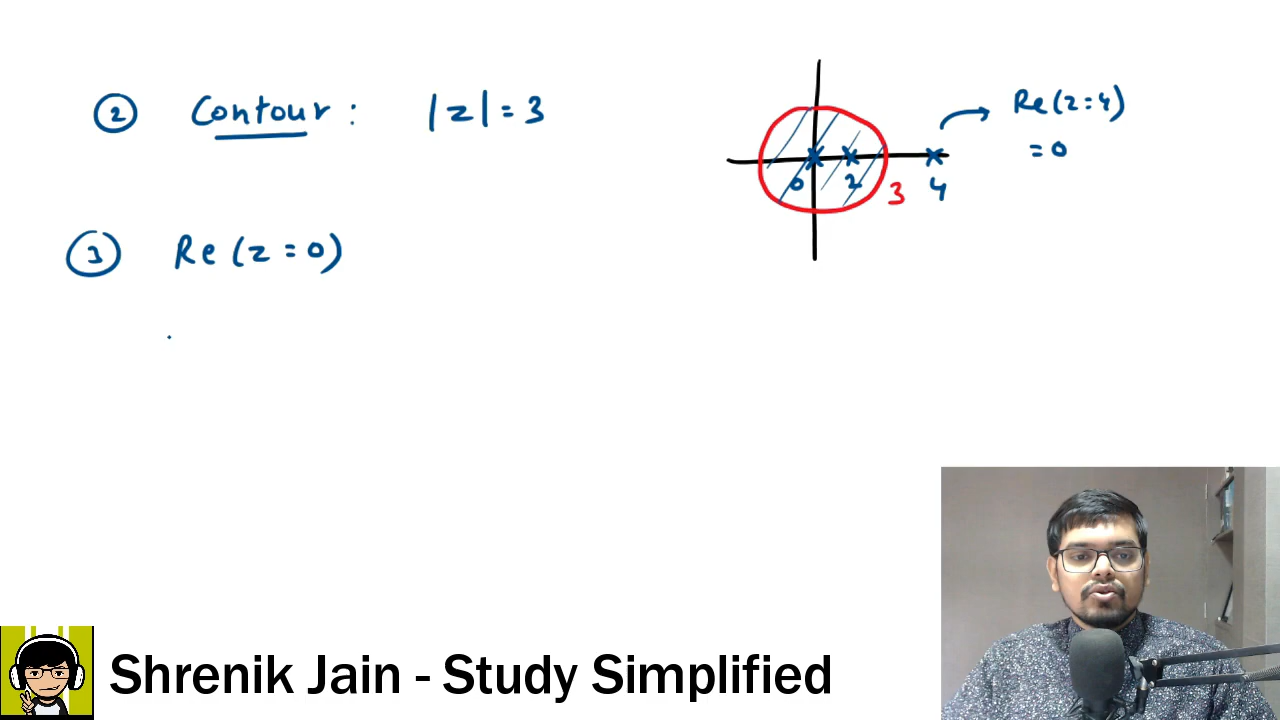 ② Contour : |z| = 3
Re(z=4)
= 0
0 2 3 4
③ Re(z=0)
Shrenik Jain - Study Simplified